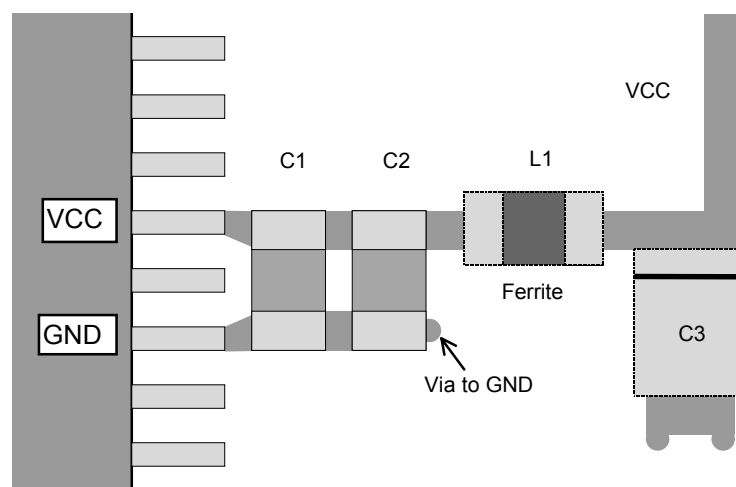 VCC
C1
C2
L1
VCC
Ferrite
GND
C3
Via to GND